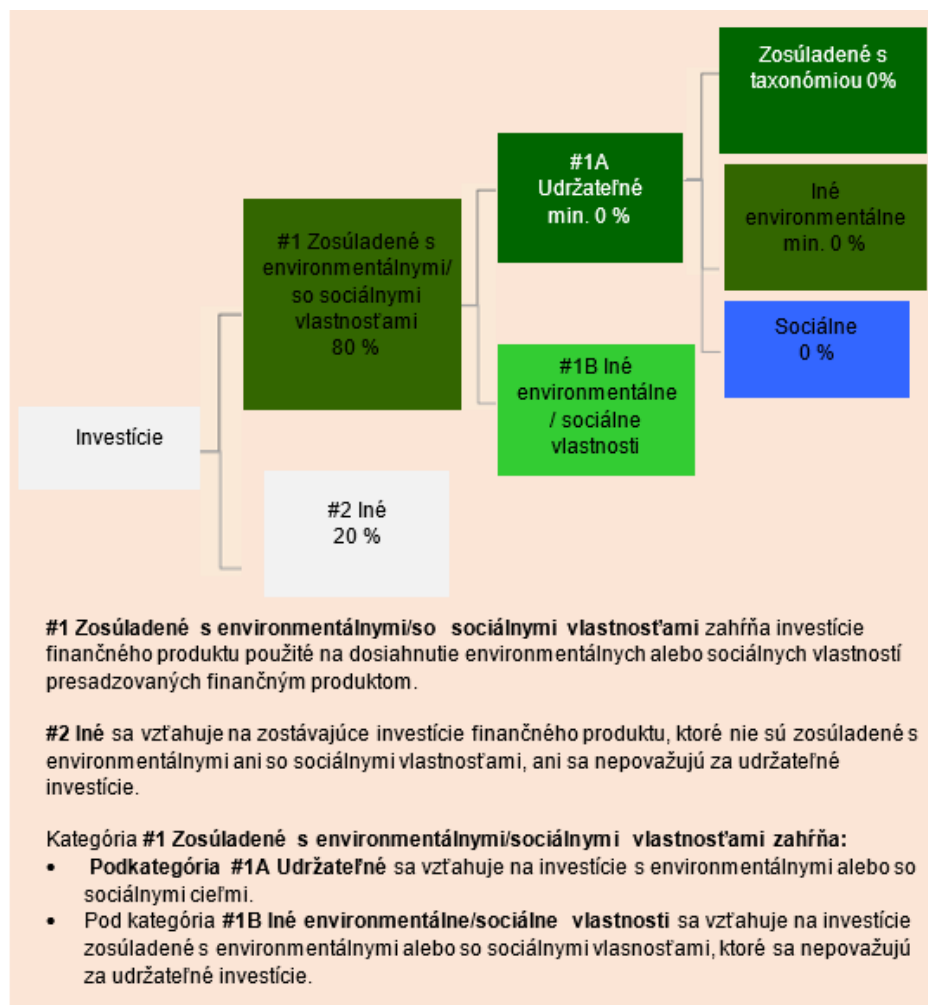 Zosúladené s
taxonómiou 0%
#1A
Udržateľné
min. 0 %
Iné
environmentálne
min. 0 %
#1 Zosúladené s
environmentálnymi/
so sociálnymi
vlastnosťami
80 %
Sociálne
0 %
#1B Iné
environmentálne
/ sociálne
vlastnosti
Investície
#2 Iné
20 %
#1 Zosúladené s environmentálnymi/so sociálnymi vlastnosťami zahŕňa investície
finančného produktu použité na dosiahnutie environmentálnych alebo sociálnych vlastností
presadzovaných finančným produktom.
#2 Iné sa vzťahuje na zostávajúce investície finančného produktu, ktoré nie sú zosúladené s
environmentálnymi ani so sociálnymi vlastnosťami, ani sa nepovažujú za udržateľné
investície.
Kategória #1 Zosúladené s environmentálnymi/sociálnymi vlastnosťami zahŕňa:
• Podkategória #1A Udržateľné sa vzťahuje na investície s environmentálnymi alebo so
sociálnymi cieľmi.
• Pod kategória #1B Iné environmentálne/sociálne vlastnosti sa vzťahuje na investície
zosúladené s environmentálnymi alebo so sociálnymi vlasnosťami, ktoré sa nepovažujú
za udržateľné investície.